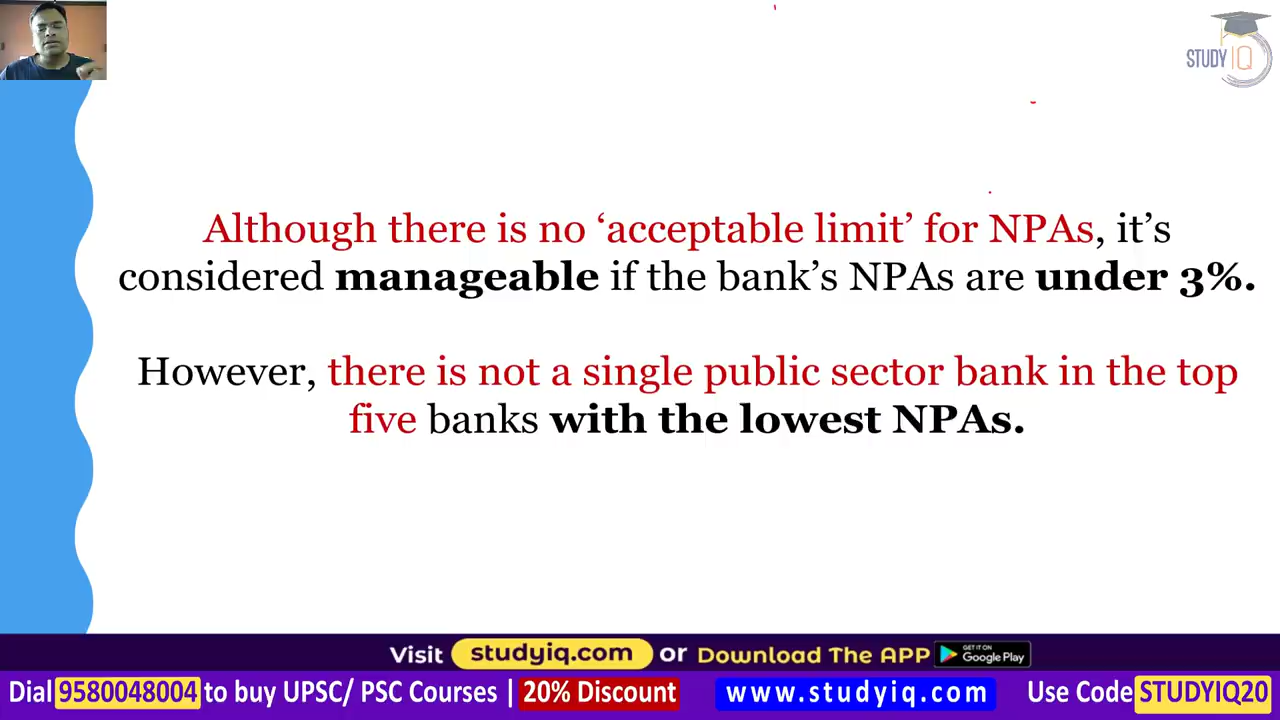 STUDY IQ
Although there is no ‘acceptable limit’ for NPAs, it’s
considered manageable if the bank’s NPAs are under 3%.
However, there is not a single public sector bank in the top
five banks with the lowest NPAs.
Visit studyiq.com or Download The APP GET IT ON Google Play
Dial 9580048004 to buy UPSC/ PSC Courses | 20% Discount www.studyiq.com Use Code STUDYIQ20